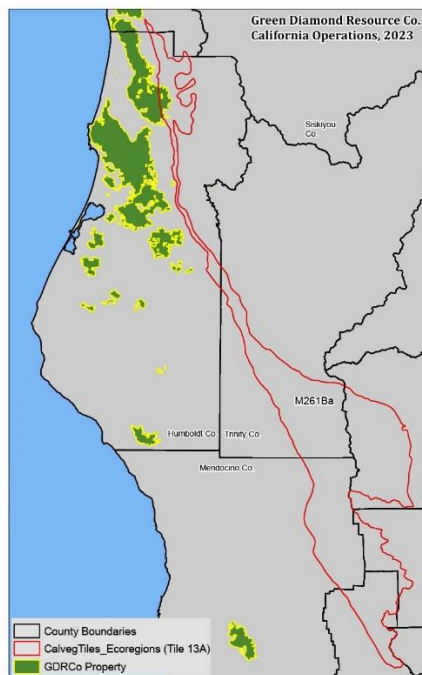 Green Diamond Resource Co.
California Operations, 2023
Siskiyou
Co.
M261Ba
Humboldt Co.
Trinity Co.
Mendocino Co.
County Boundaries
CalvegTiles_Ecoregions (Tile 13A)
GDRCo Property